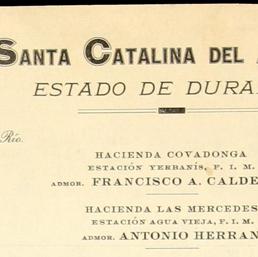 SANTA CATALINA DEL
ESTADO DE DURA
Río.
HACIENDA COVADONGA
ESTACIÓN YERBANÍS, F. I. M.
ADMOR. FRANCISCO A. CALDE
HACIENDA LAS MERCEDES
ESTACIÓN AGUA VIEJA, F. I. M.
ADMOR. ANTONIO HERRAN